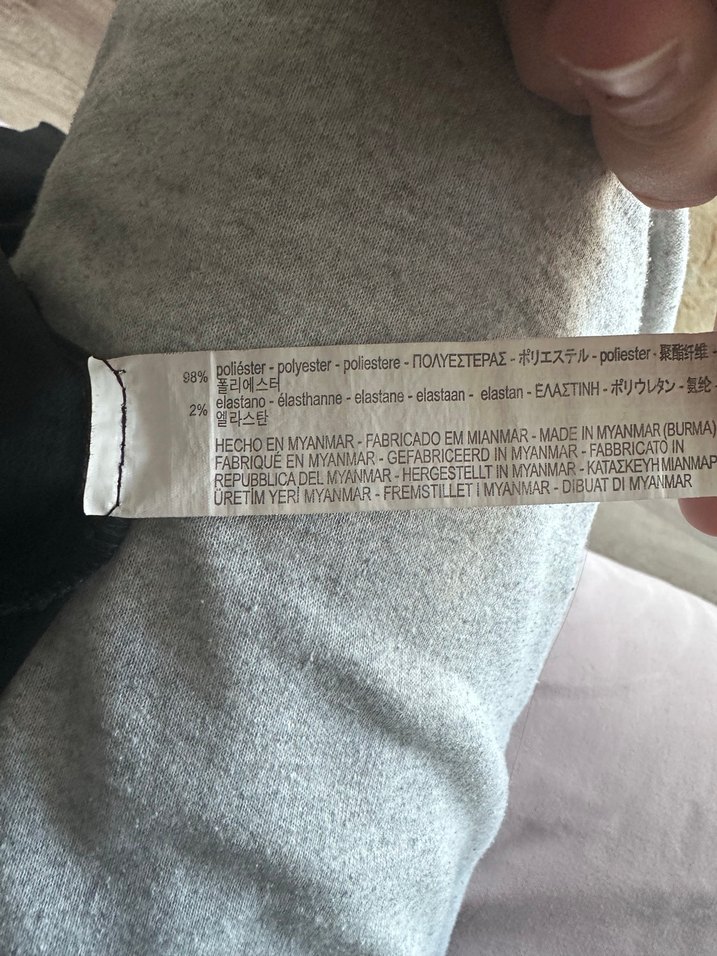 98% poliéster - polyester - poliestere - ΠΟΛΥΕΣΤΕΡΑΣ - ポリエステル - poliester - 聚酯纤维 -
폴리에스터
2% elastano - élasthanne - elastane - elastaan - elastan - ΕΛΑΣΤΙΝΗ - ポリウレタン - 氨纶 -
엘라스탄
HECHO EN MYANMAR - FABRICADO EM MIANMAR - MADE IN MYANMAR (BURMA)
FABRIQUÉ EN MYANMAR - GEFABRICEERD IN MYANMAR - FABBRICATO IN
REPUBBLICA DEL MYANMAR - HERGESTELLT IN MYANMAR - ΚΑΤΑΣΚΕΥΗ ΜΙΑΝΜΑΡ
ÜRETİM YERİ MYANMAR - FREMSTILLET I MYANMAR - DIBUAT DI MYANMAR